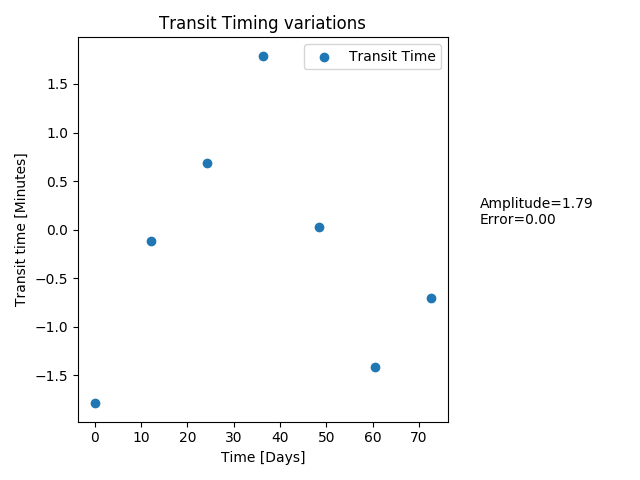 Transit Timing variations
Transit Time
Transit time [Minutes]
1.5
1.0
0.5
0.0
−0.5
−1.0
−1.5
0 10 20 30 40 50 60 70
Time [Days]
Amplitude=1.79
Error=0.00